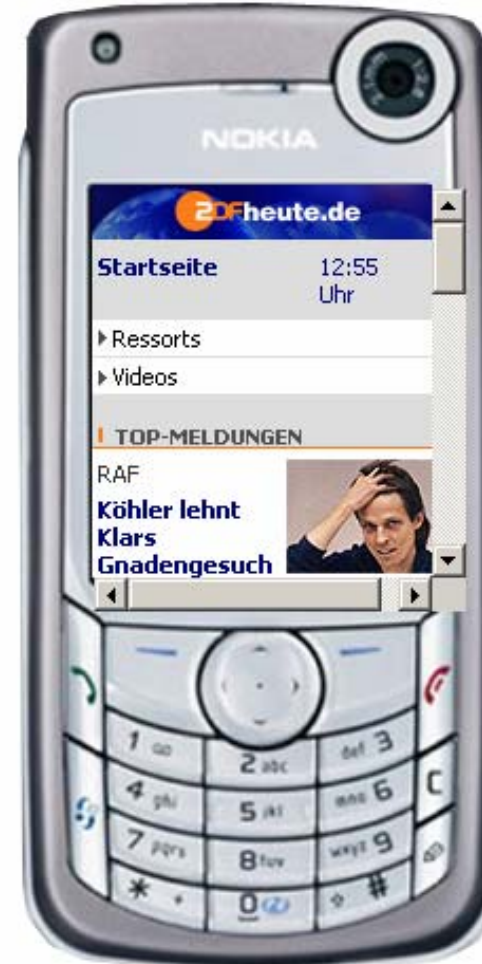 NOKIA
ZDFheute.de
Startseite 12:55
Uhr
Ressorts
Videos
TOP-MELDUNGEN
RAF
Köhler lehnt
Klars
Gnadengesuch
1
2 abc
def 3
4 ghi
5 jkl
mno 6
C
7 pqrs
8 tuv
wxyz 9
*
0
#